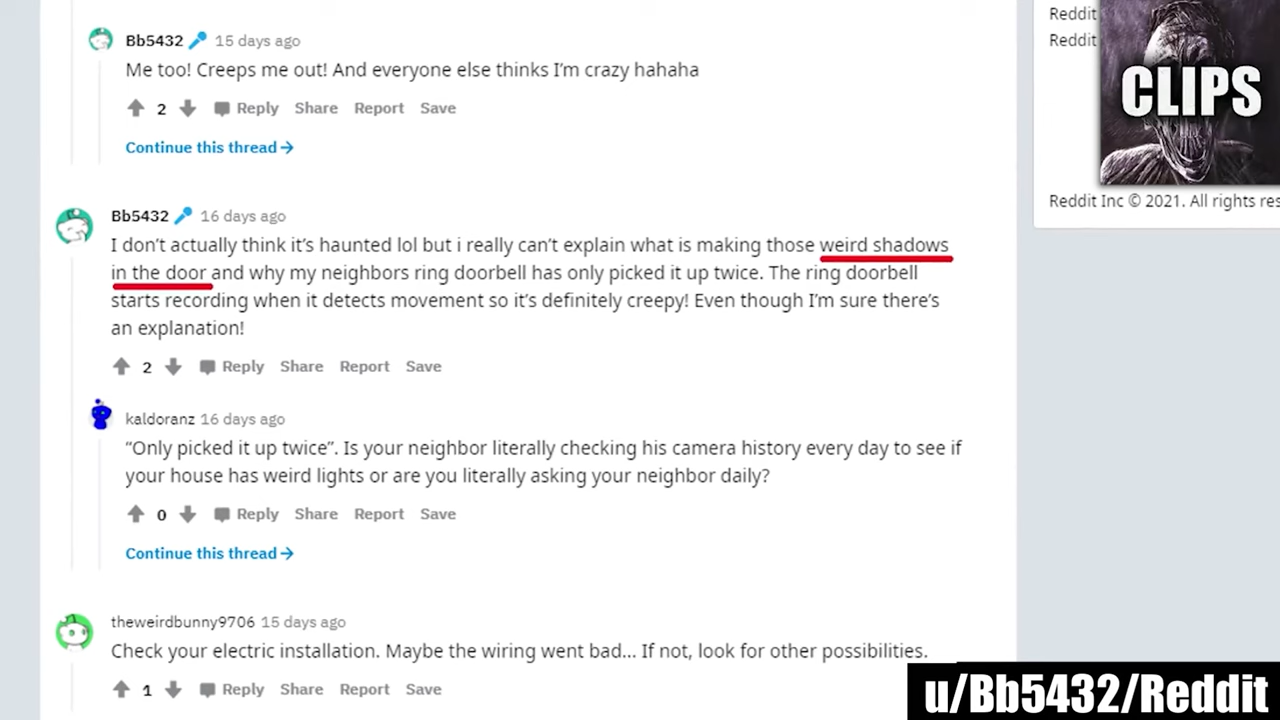 Bb5432 15 days ago
Me too! Creeps me out! And everyone else thinks I'm crazy hahaha
2 Reply Share Report Save
Continue this thread→
Bb5432 16 days ago
I don't actually think it's haunted lol but i really can't explain what is making those weird shadows
in the door and why my neighbors ring doorbell has only picked it up twice. The ring doorbell
starts recording when it detects movement so it's definitely creepy! Even though I'm sure there's
an explanation!
2 Reply Share Report Save
kaldoranz 16 days ago
“Only picked it up twice”. Is your neighbor literally checking his camera history every day to see if
your house has weird lights or are you literally asking your neighbor daily?
0 Reply Share Report Save
Continue this thread→
theweirdbunny9706 15 days ago
Check your electric installation. Maybe the wiring went bad... If not, look for other possibilities.
1 Reply Share Report Save
Reddit
Reddit
CLIPS
Reddit Inc © 2021. All rights res
u/Bb5432/Reddit